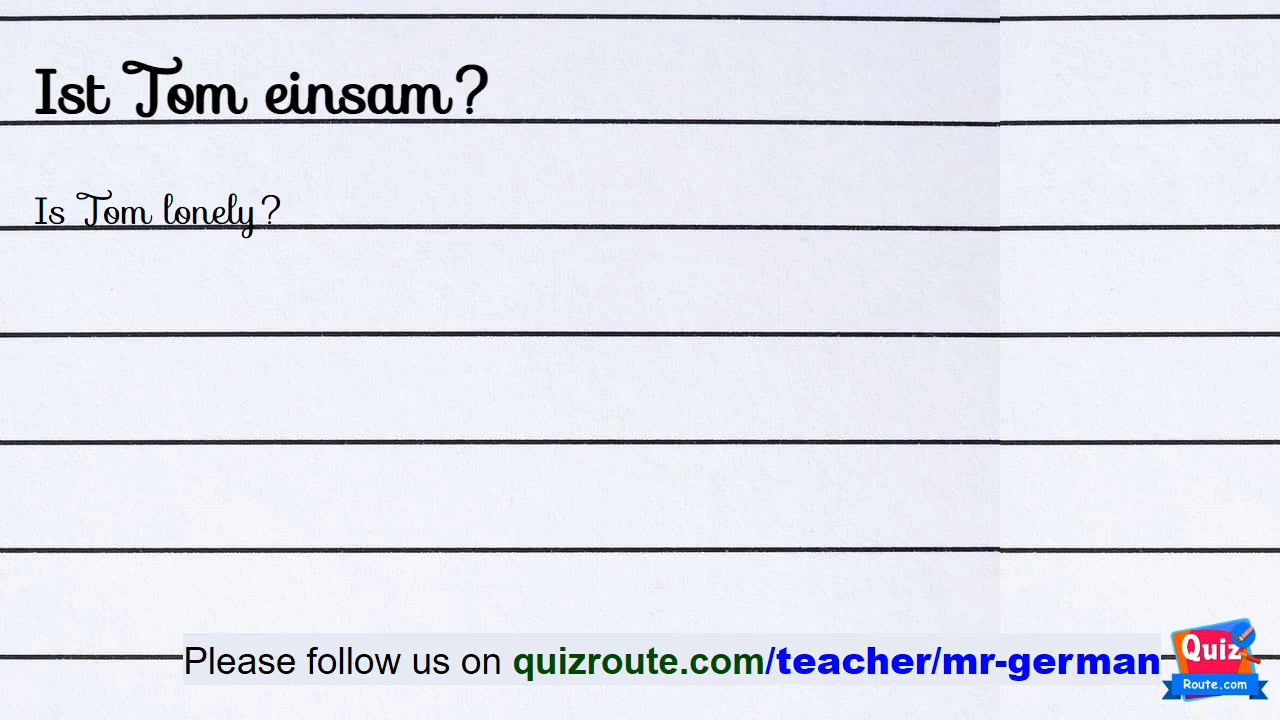 Ist Tom einsam?
Is Tom lonely?
Please follow us on quizroute.com/teacher/mr-german
Quiz
Route.com